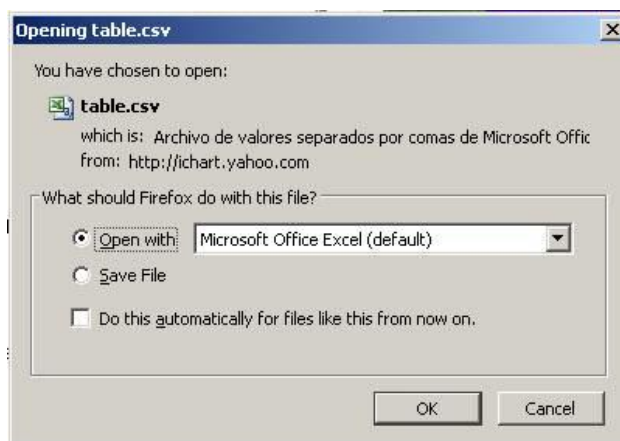 Opening table.csv
You have chosen to open:
table.csv
which is: Archivo de valores separados por comas de Microsoft Offic
from: http://ichart.yahoo.com
What should Firefox do with this file?
Open with Microsoft Office Excel (default)
Save File
Do this automatically for files like this from now on.
OK Cancel